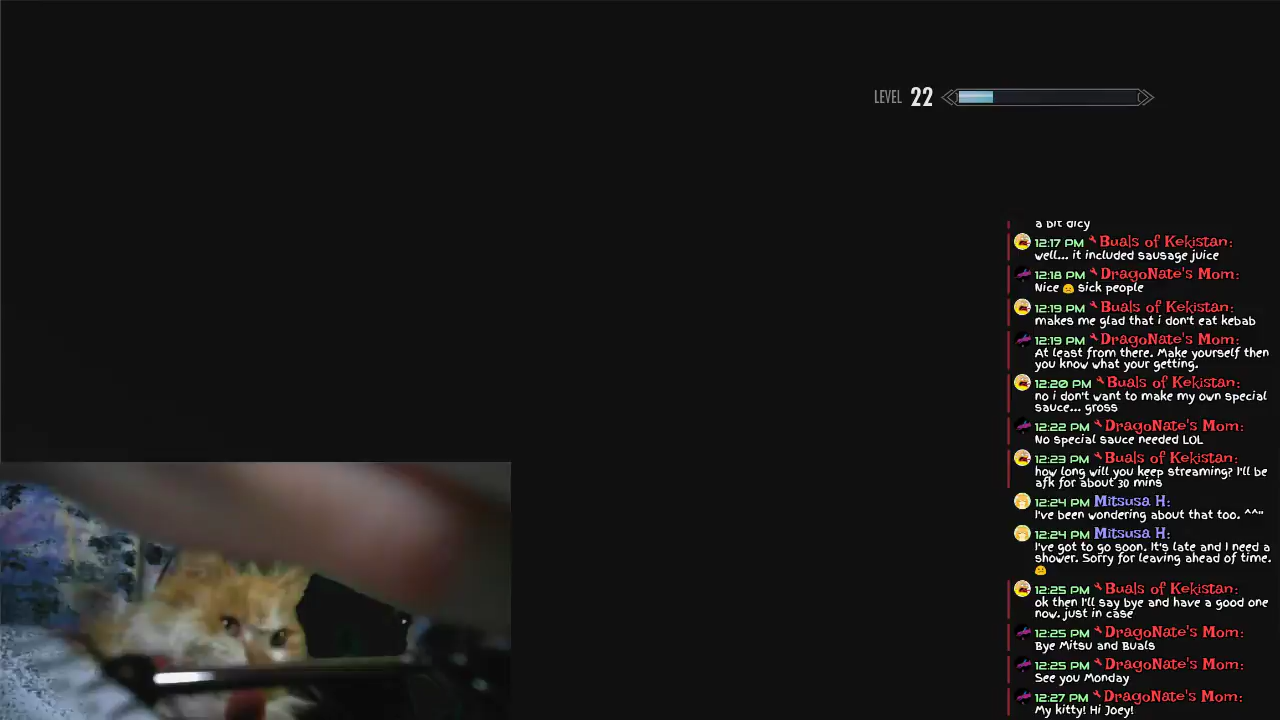 LEVEL 22
a bit dicy
12:17 PM Buals of Kekistan:
well... it included sausage juice
12:18 PM DragoNate's Mom:
Nice 😕 sick people
12:19 PM Buals of Kekistan:
makes me glad that i don't eat kebab
12:19 PM DragoNate's Mom:
At least from there. Make yourself then
you know what your getting.
12:20 PM Buals of Kekistan:
no i don't want to make my own special
sauce... gross
12:22 PM DragoNate's Mom:
No special sauce needed LOL
12:23 PM Buals of Kekistan:
how long will you keep streaming? I'll be
afk for about 30 mins
12:24 PM Mitsusa H:
I've been wondering about that too. ^^"
12:24 PM Mitsusa H:
I've got to go soon. It's late and I need a
shower. Sorry for leaving ahead of time.
12:25 PM Buals of Kekistan:
ok then I'll say bye and have a good one
now. just in case
12:25 PM DragoNate's Mom:
Bye Mitsu and Buals
12:25 PM DragoNate's Mom:
See you Monday
12:27 PM DragoNate's Mom:
My kitty! Hi Joey!